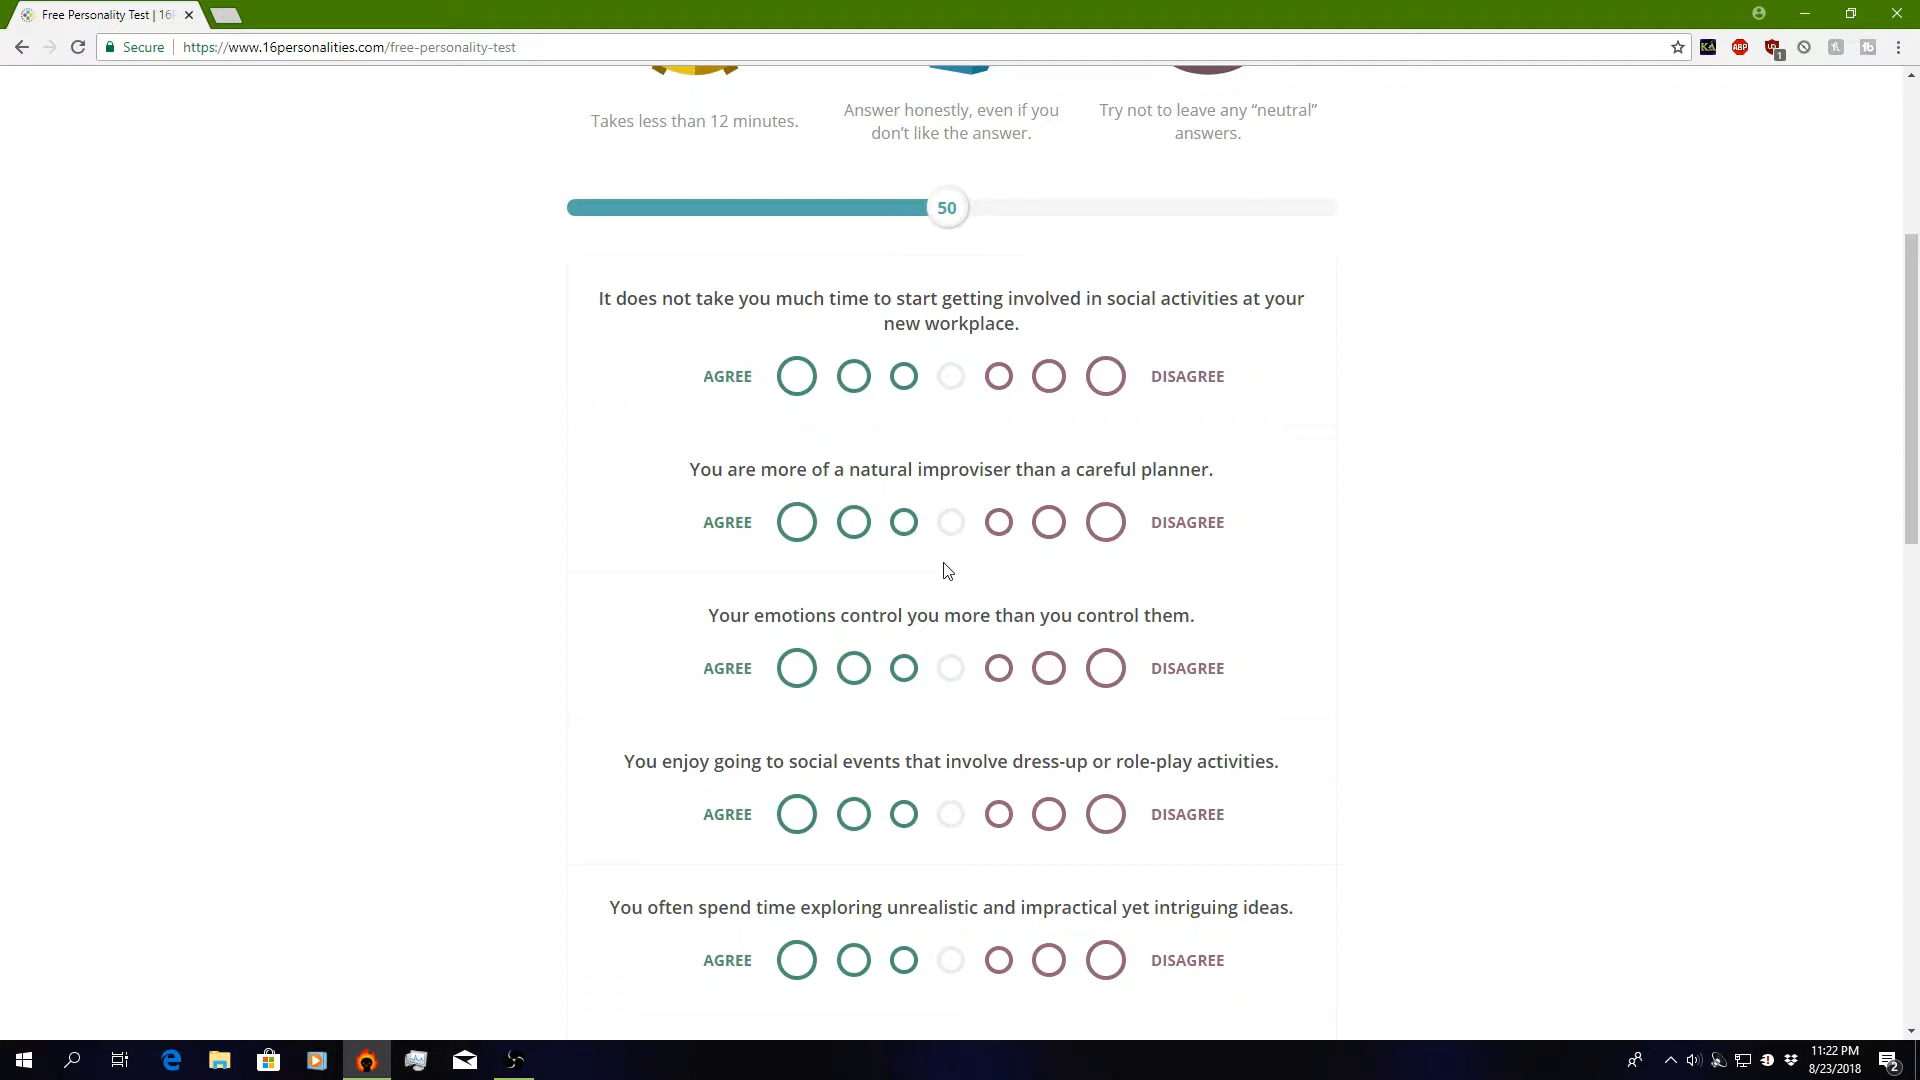 Free Personality Test | 16
Secure
https://www.16personalities.com/free-personality-test
ABP
1
Takes less than 12 minutes.
Answer honestly, even if you
don't like the answer.
Try not to leave any “neutral”
answers.
50
It does not take you much time to start getting involved in social activities at your
new workplace.
AGREE
DISAGREE
You are more of a natural improviser than a careful planner.
AGREE
DISAGREE
Your emotions control you more than you control them.
AGREE
DISAGREE
You enjoy going to social events that involve dress-up or role-play activities.
AGREE
DISAGREE
You often spend time exploring unrealistic and impractical yet intriguing ideas.
AGREE
DISAGREE
11:22 PM
8/23/2018
2